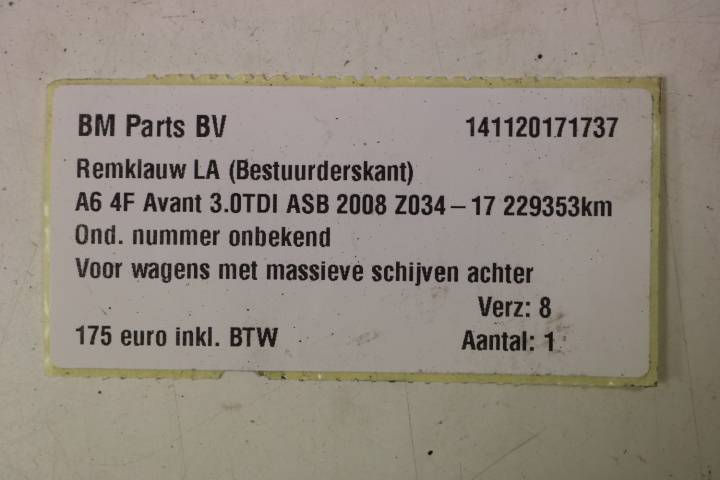 BM Parts BV 141120171737
Remklauw LA (Bestuurderskant)
A6 4F Avant 3.0TDI ASB 2008 Z034-17 229353km
Ond. nummer onbekend
Voor wagens met massieve schijven achter
Verz: 8
175 euro inkl. BTW Aantal: 1